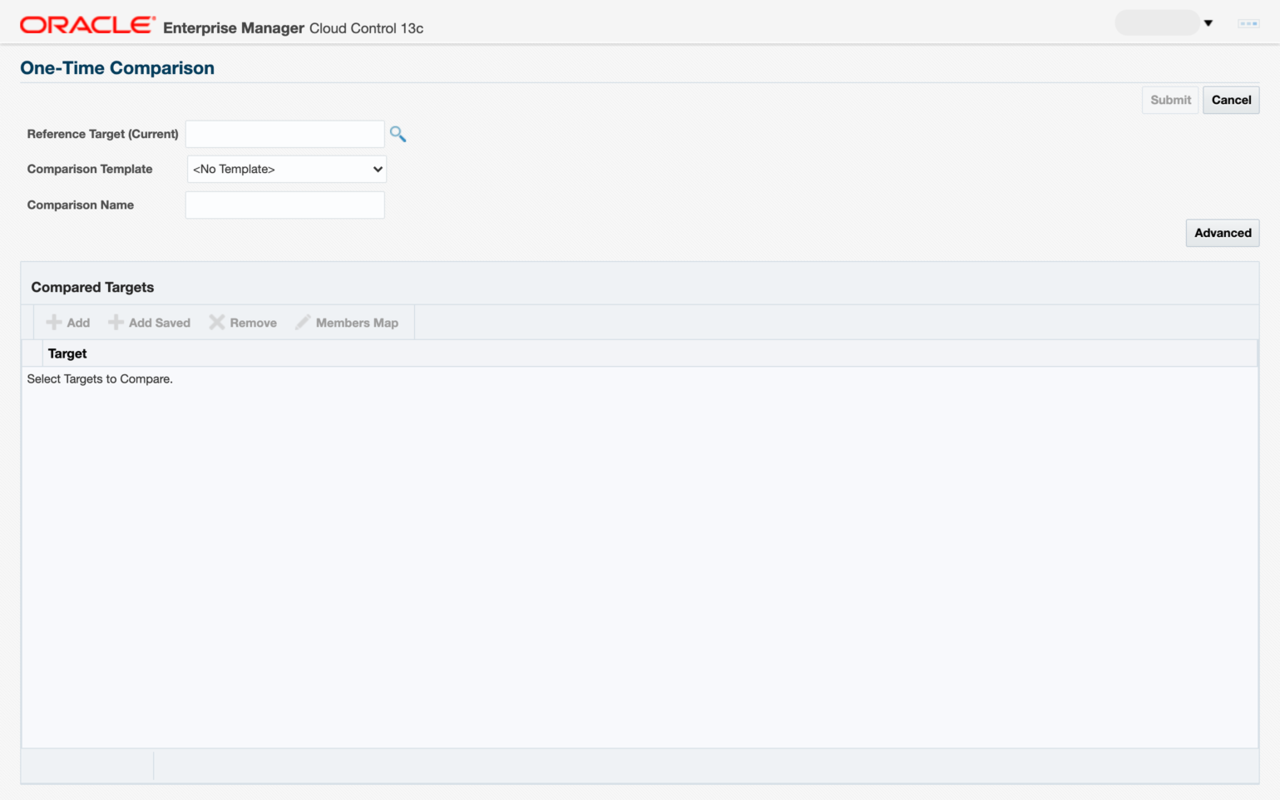 ORACLE Enterprise Manager Cloud Control 13c
One-Time Comparison
Submit Cancel
Reference Target (Current)
Comparison Template <No Template>
Comparison Name
Advanced
Compared Targets
Add Add Saved Remove Members Map
Target
Select Targets to Compare.